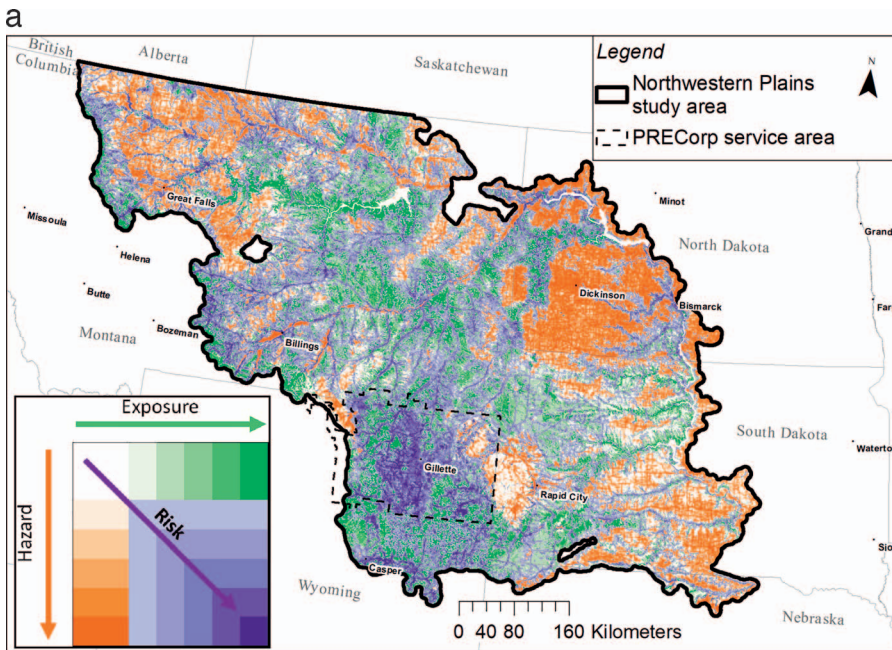 a
British
Columbia
Alberta
Saskatchewan
Legend
Northwestern Plains
study area
PRECorp service area
N
Great Falls
Missoula
Helena
Butte
Bozeman
Montana
Billings
Minot
Grand
North Dakota
Dickinson
Bismarck
Far
South Dakota
Waterto
Gillette
Rapid City
Sio
Casper
Wyoming
Nebraska
Exposure
Hazard
Risk
0 40 80 160 Kilometers